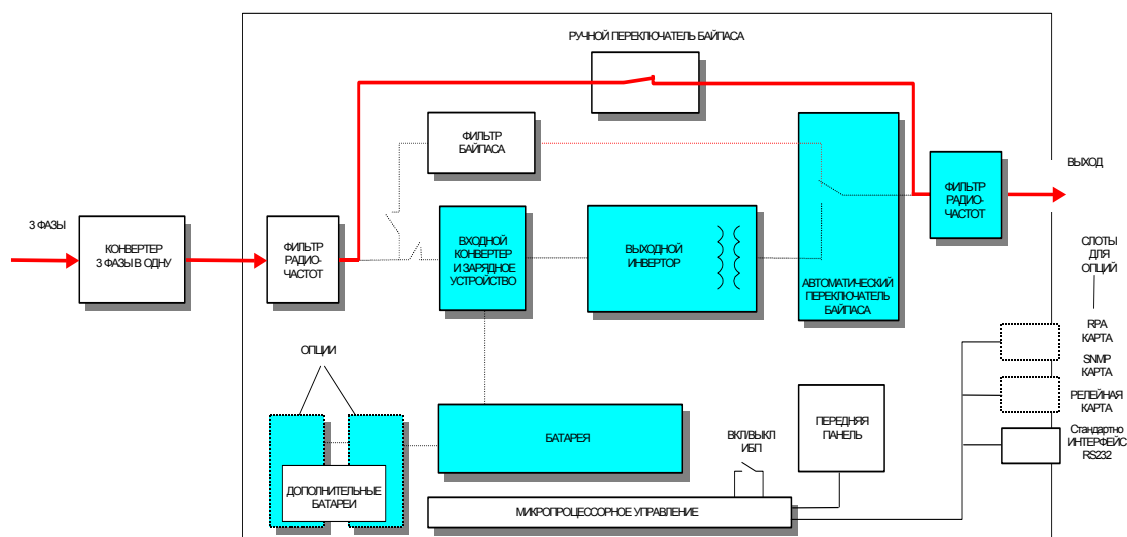 РУЧНОЙ ПЕРЕКЛЮЧАТЕЛЬ БАЙПАСА
ФИЛЬТР
БАЙПАСА
3 ФАЗЫ
КОНВЕРТЕР
3 ФАЗЫ В ОДНУ
ФИЛЬТР
РАДИО-
ЧАСТОТ
ВХОДНОЙ
КОНВЕРТЕР
И ЗАРЯДНОЕ
УСТРОЙСТВО
ВЫХОДНОЙ
ИНВЕРТОР
АВТОМАТИЧЕСКИЙ
ПЕРЕКЛЮЧАТЕЛЬ
БАЙПАСА
ФИЛЬТР
РАДИО-
ЧАСТОТ
ВЫХОД
СЛОТЫ
ДЛЯ
ОПЦИЙ
RPA
КАРТА
SNMP
КАРТА
РЕЛЕЙНАЯ
КАРТА
Стандартно
ИНТЕРФЕЙС
RS232
ОПЦИИ
ДОПОЛНИТЕЛЬНЫЕ
БАТАРЕИ
БАТАРЕЯ
ВКЛ/ВЫКЛ
ИБП
ПЕРЕДНЯЯ
ПАНЕЛЬ
МИКРОПРОЦЕССОРНОЕ УПРАВЛЕНИЕ